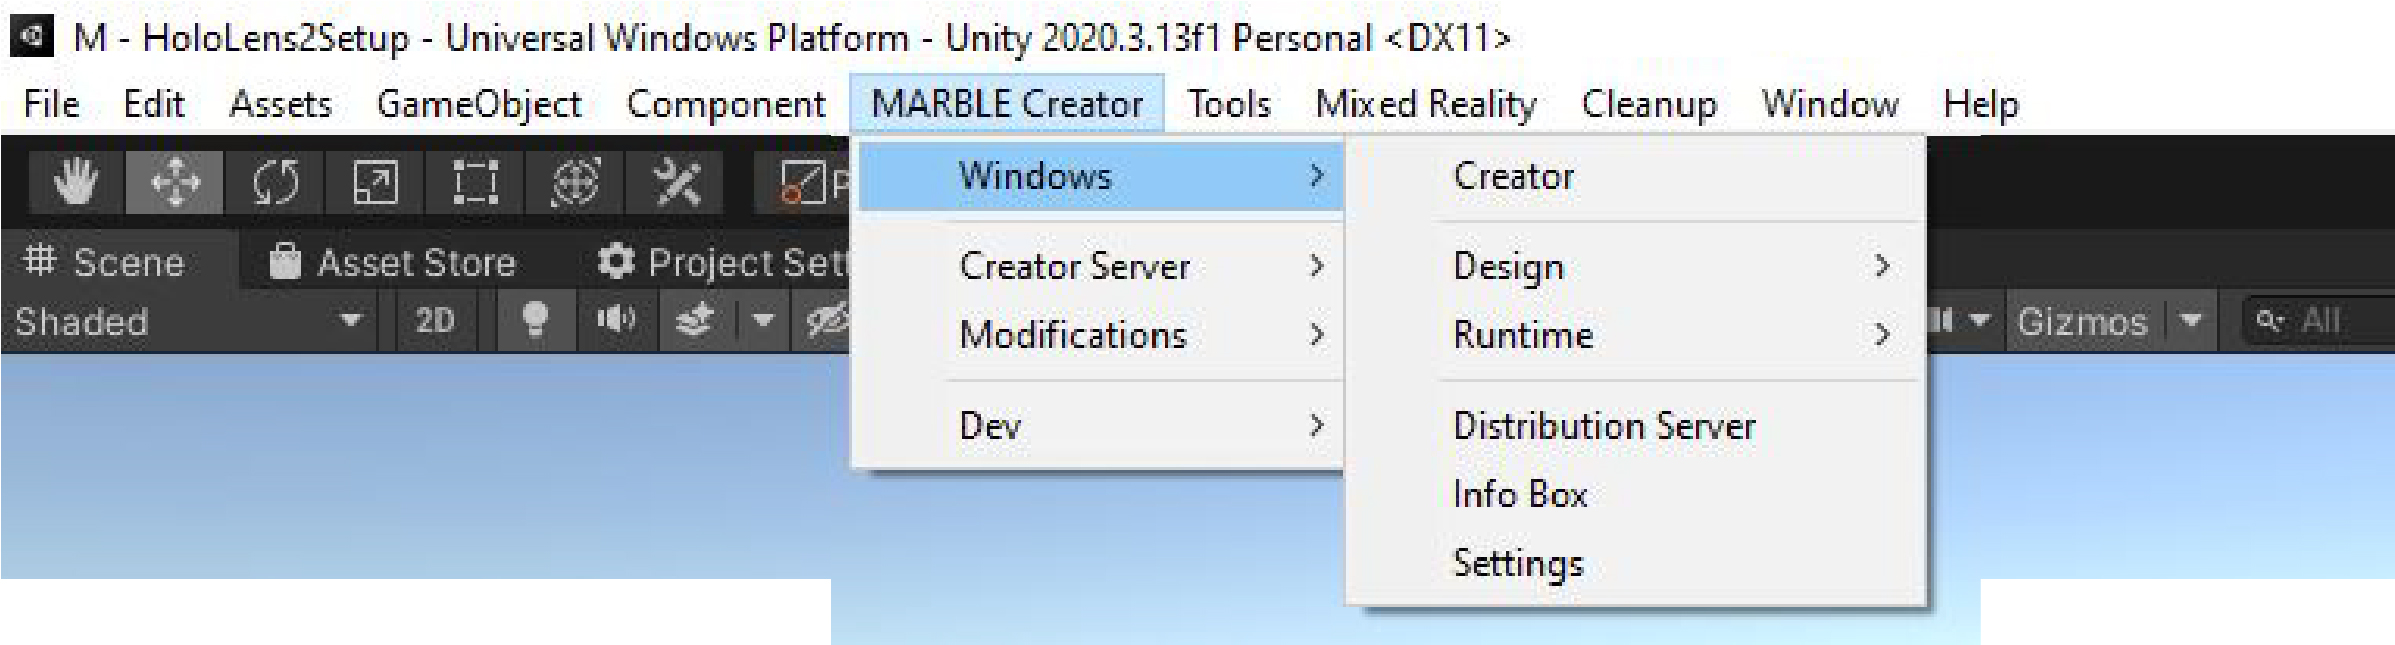 M - HoloLens2Setup - Universal Windows Platform - Unity 2020.3.13f1 Personal <DX11>
File Edit Assets GameObject Component MARBLE Creator Tools Mixed Reality Cleanup Window Help
Windows
Creator Server
Modifications
Dev
Creator
Design
Runtime
Distribution Server
Info Box
Settings
# Scene Asset Store Project Sett
Shaded 2D Gizmos All